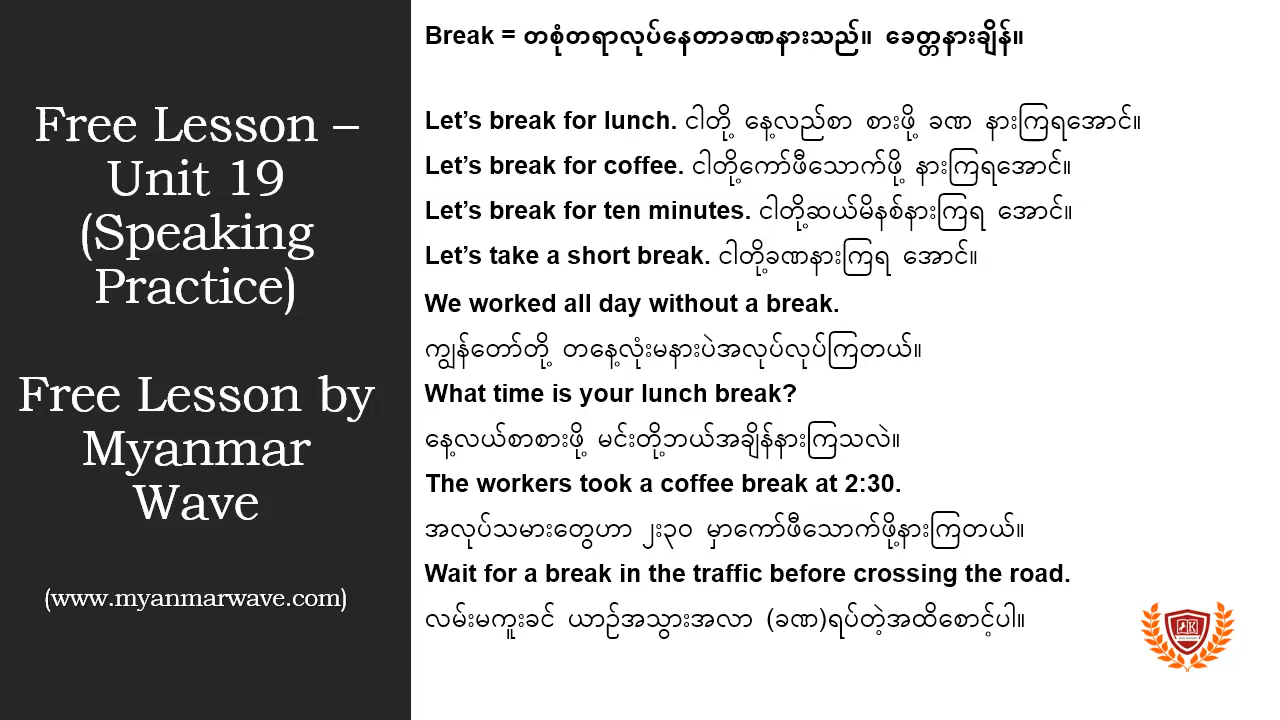 Free Lesson –
Unit 19
(Speaking
Practice)
Free Lesson by
Myanmar
Wave
(www.myanmarwave.com)
Break = တစုံတရာလုပ်နေတာခဏနားသည်။ ခေတ္တနားချိန်။
Let’s break for lunch. ငါတို့ နေ့လည်စာ စားဖို့ ခဏ နားကြရအောင်။
Let’s break for coffee. ငါတို့ကော်ဖီသောက်ဖို့ နားကြရအောင်။
Let’s break for ten minutes. ငါတို့ဆယ်မိနစ်နားကြရ အောင်။
Let’s take a short break. ငါတို့ခဏနားကြရ အောင်။
We worked all day without a break.
ကျွန်တော်တို့ တနေ့လုံးမနားပဲအလုပ်လုပ်ကြတယ်။
What time is your lunch break?
နေ့လယ်စာစားဖို့ မင်းတို့ဘယ်အချိန်နားကြသလဲ။
The workers took a coffee break at 2:30.
အလုပ်သမားတွေဟာ ၂း၃၀ မှာကော်ဖီသောက်ဖို့နားကြတယ်။
Wait for a break in the traffic before crossing the road.
လမ်းမကူးခင် ယာဉ်အသွားအလာ (ခဏ)ရပ်တဲ့အထိစောင့်ပါ။